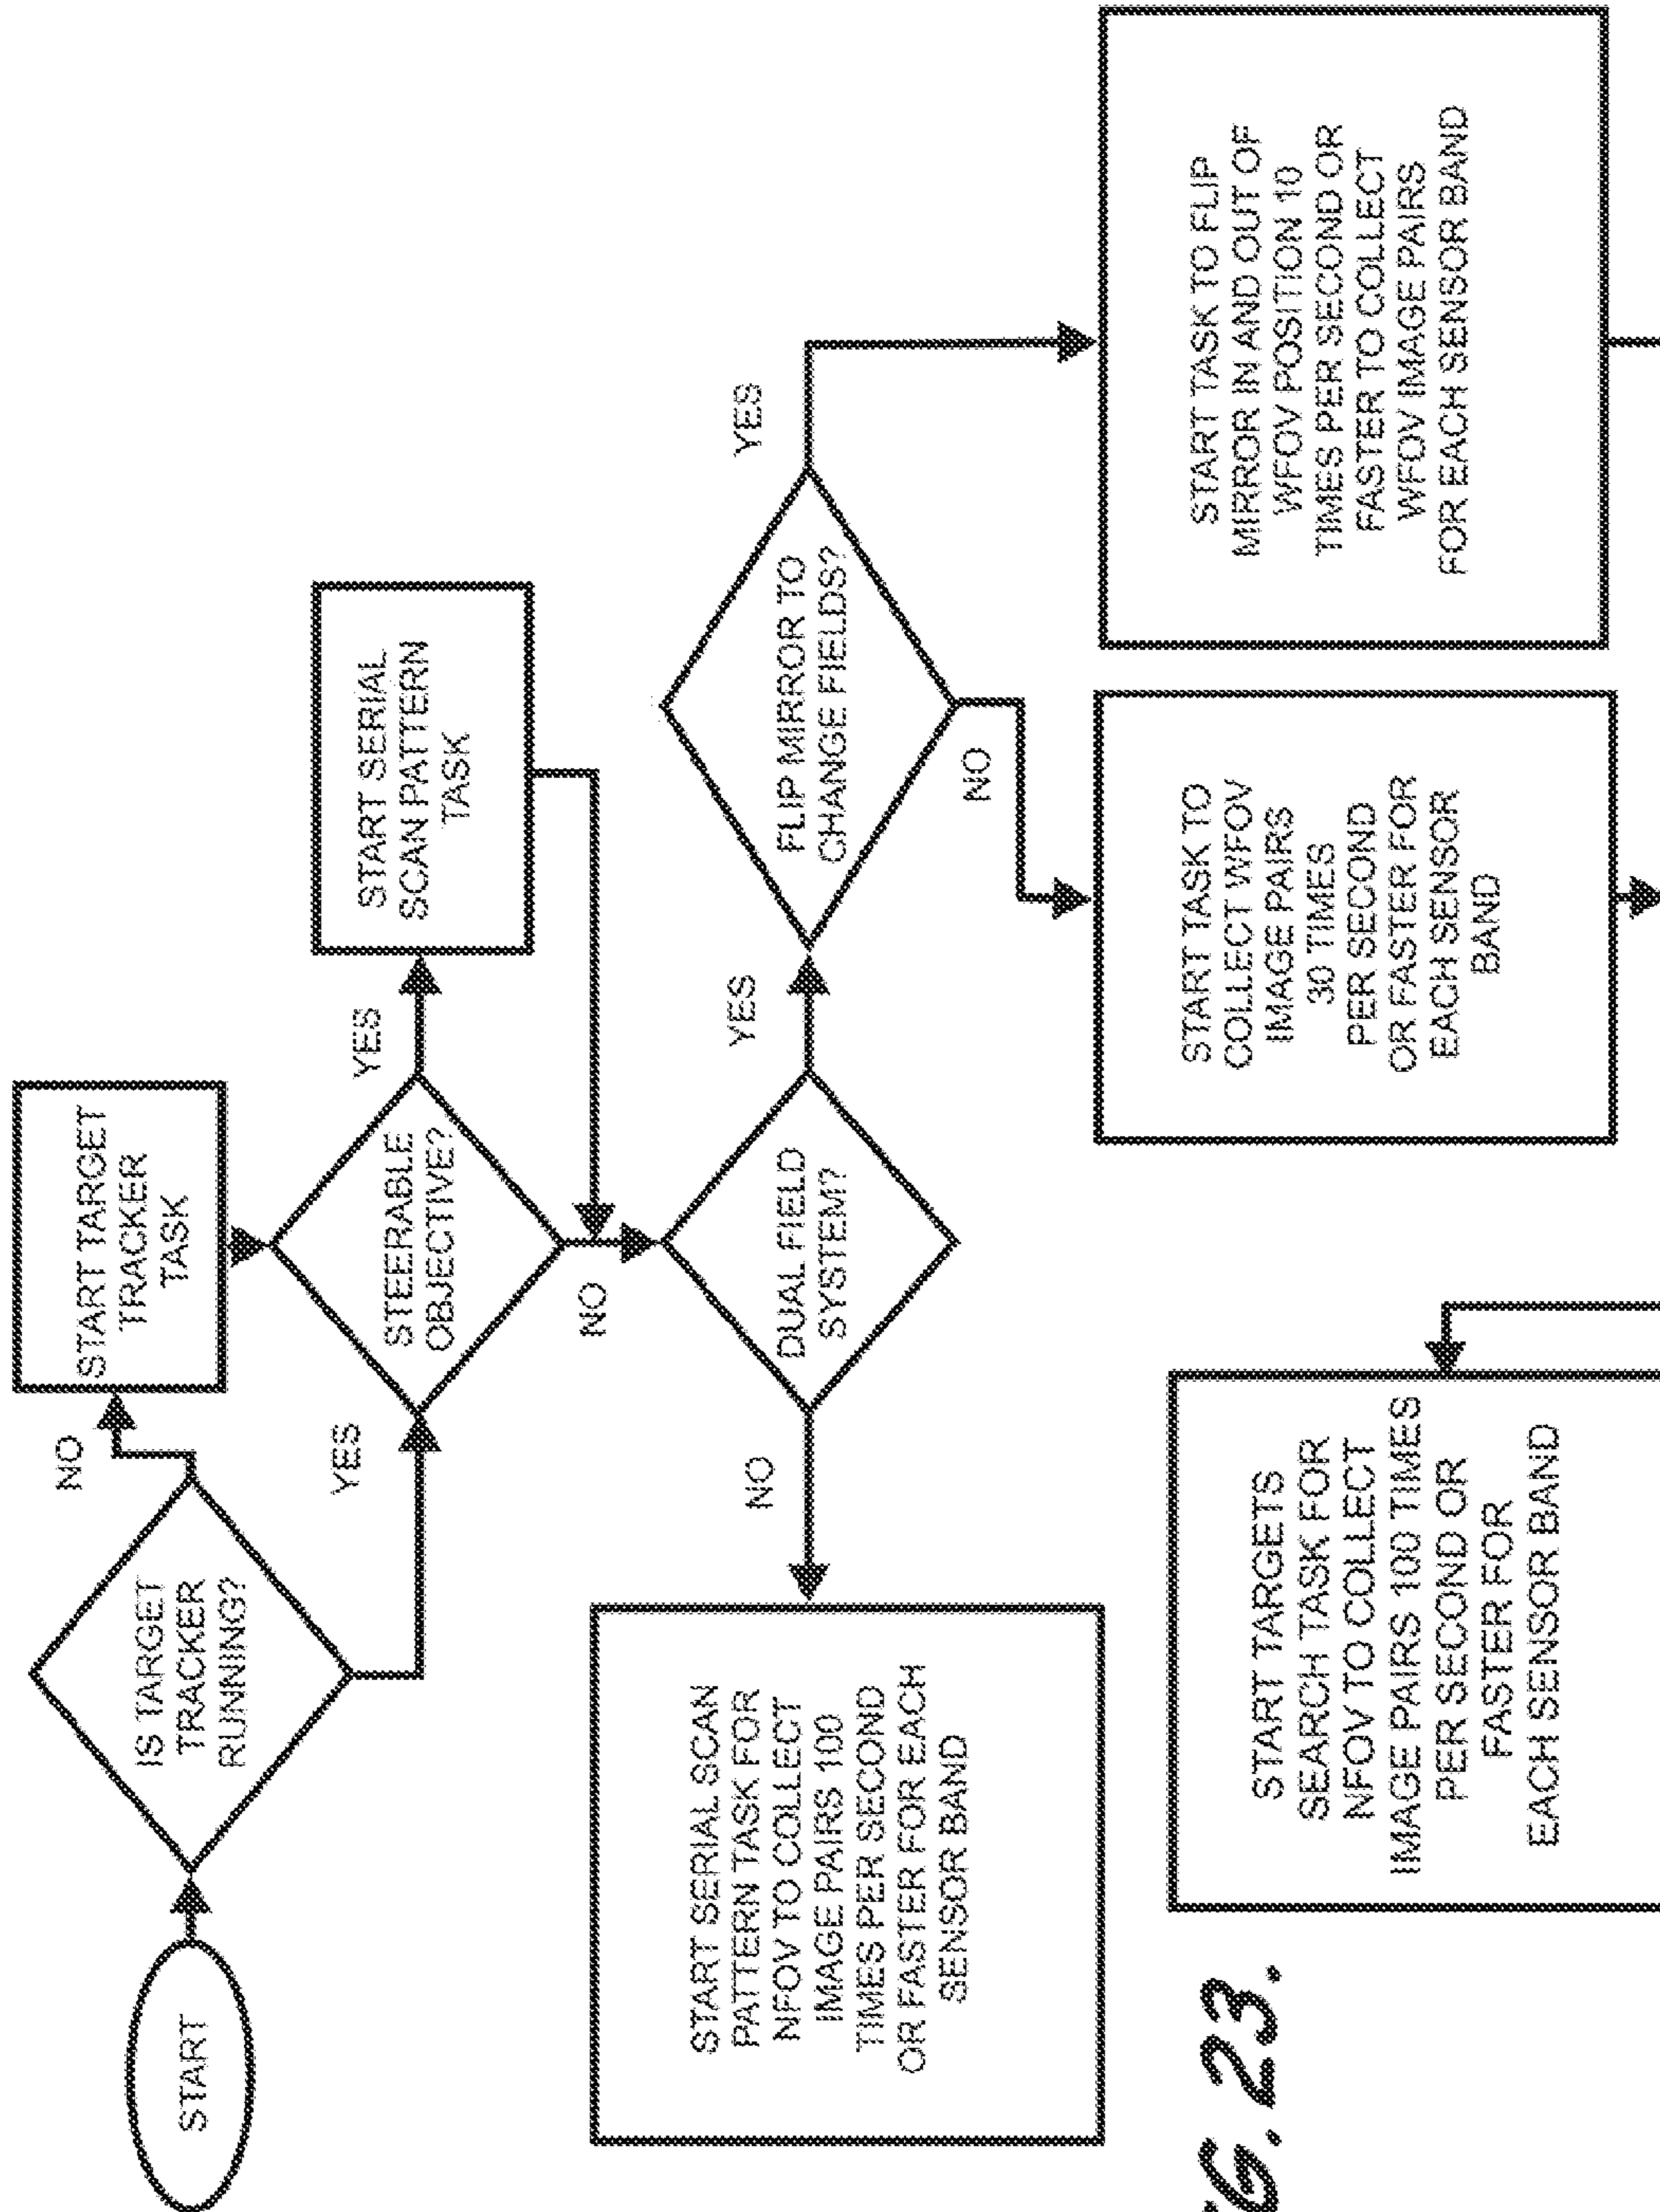 START
IS TARGET
TRACKER
RUNNING?
NO
YES
START TARGET
TRACKER
TASK
STEERABLE
OBJECTIVE?
YES
NO
START SERIAL
SCAN PATTERN
TASK
DUAL FIELD
SYSTEM?
NO
YES
START SERIAL SCAN
PATTERN TASK FOR
NFOV TO COLLECT
IMAGE PAIRS 100
TIMES PER SECOND
OR FASTER FOR EACH
SENSOR BAND
FLIP MIRROR TO
CHANGE FIELDS?
YES
NO
START TASK TO FLIP
MIRROR IN AND OUT OF
WFOV POSITION 10
TIMES PER SECOND OR
FASTER TO COLLECT
WFOV IMAGE PAIRS
FOR EACH SENSOR BAND
START TASK TO
COLLECT WFOV
IMAGE PAIRS
30 TIMES
PER SECOND
OR FASTER FOR
EACH SENSOR
BAND
START TARGETS
SEARCH TASK FOR
NFOV TO COLLECT
IMAGE PAIRS 100 TIMES
PER SECOND OR
FASTER FOR
EACH SENSOR BAND
G. 23.